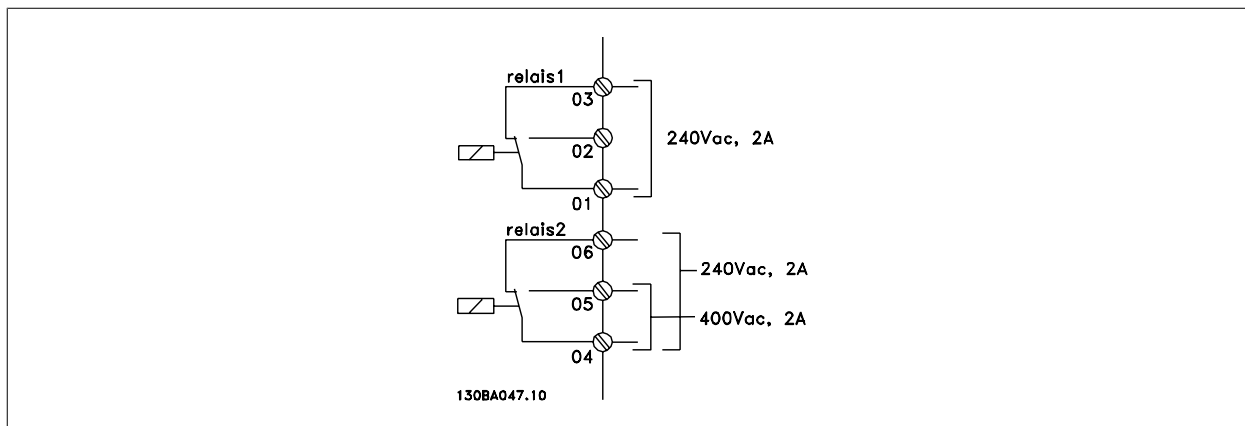 relais1
03
02
240Vac, 2A
01
relais2
06
240Vac, 2A
05
400Vac, 2A
04
130BA047.10